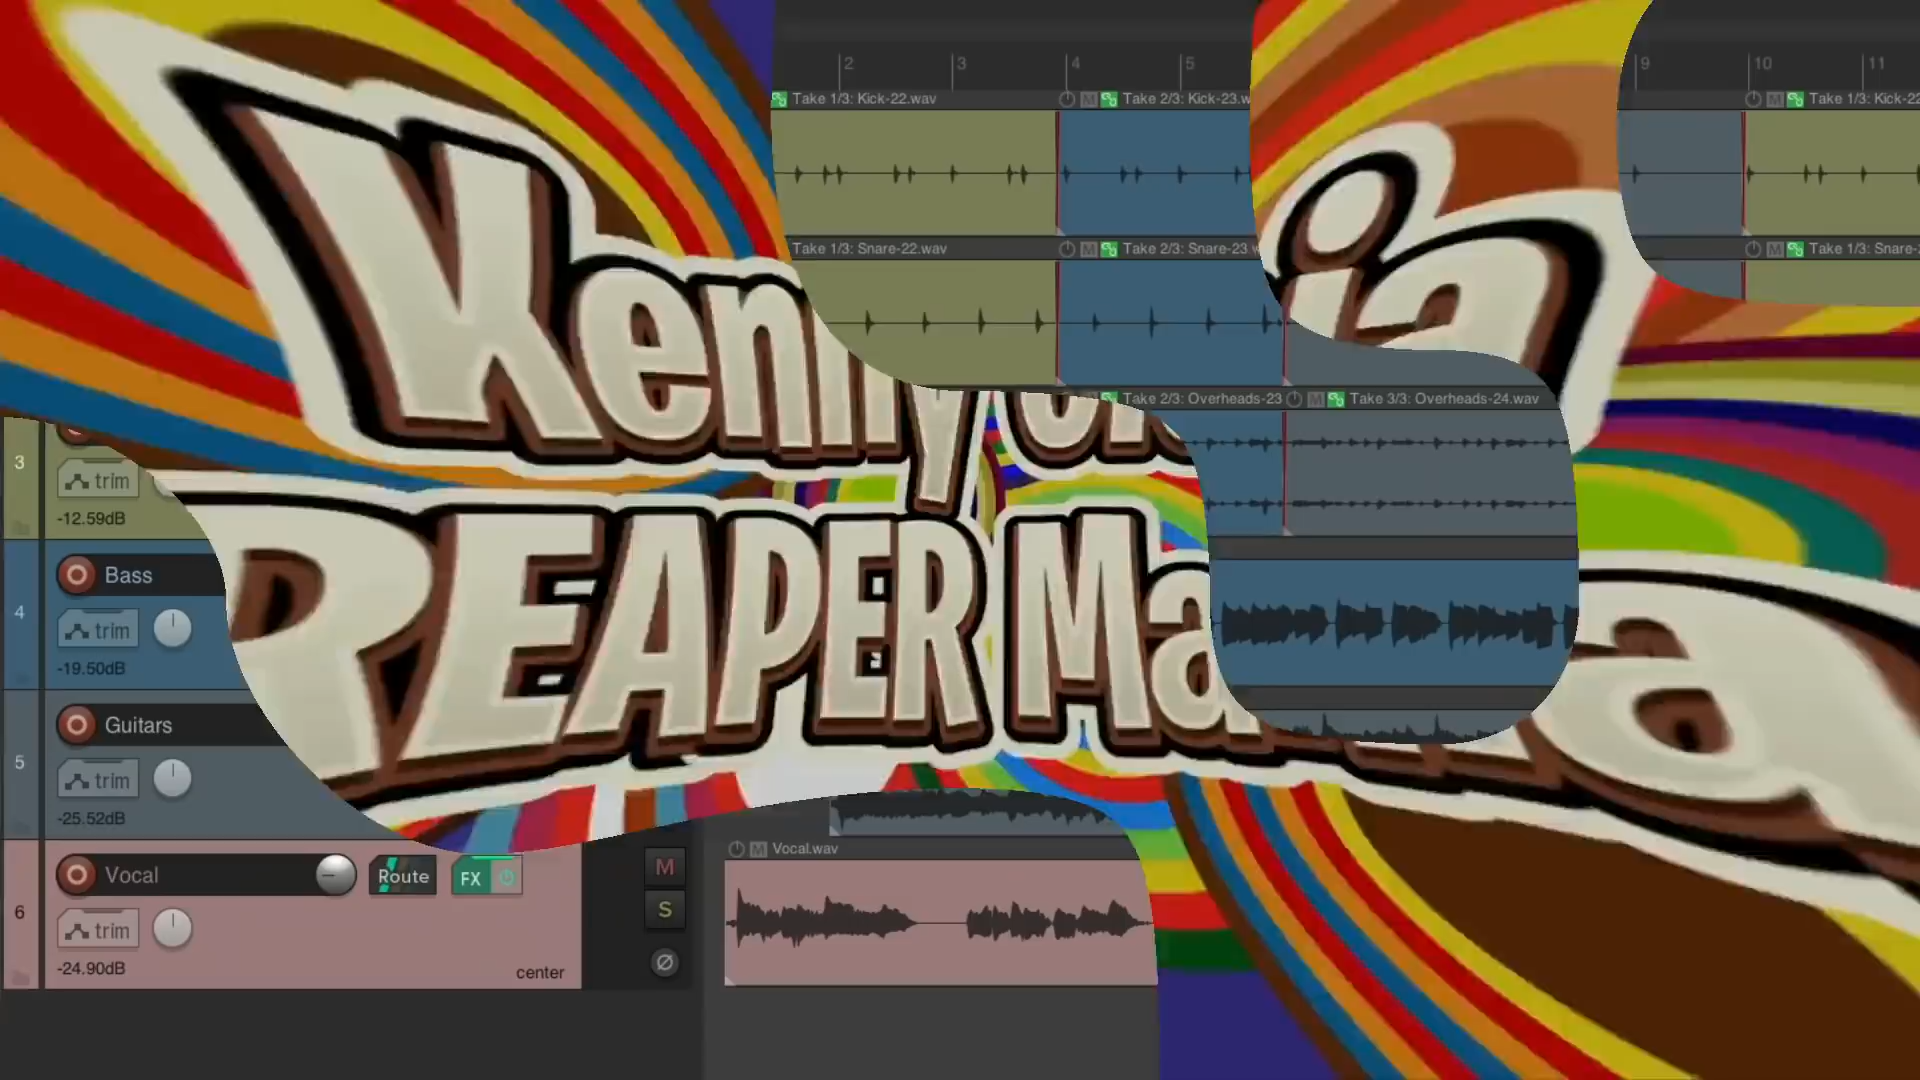 2 3 4 5 9 10 11
Take 1/3: Kick-22.wav M Take 2/3: Kick-23.w M Take 1/3: Kick-22
Take 1/3: Snare-22.wav M Take 2/3: Snare-23 M Take 1/3: Snare-
Kenny
Take 2/3: Overheads-23 M Take 3/3: Overheads-24.wav
3 trim
-12.59dB
REAPER Ma
4 Bass
trim
-19.50dB
5 Guitars
trim
-25.52dB
M Vocal.wav
6 Vocal Route FX M
trim S
-24.90dB center